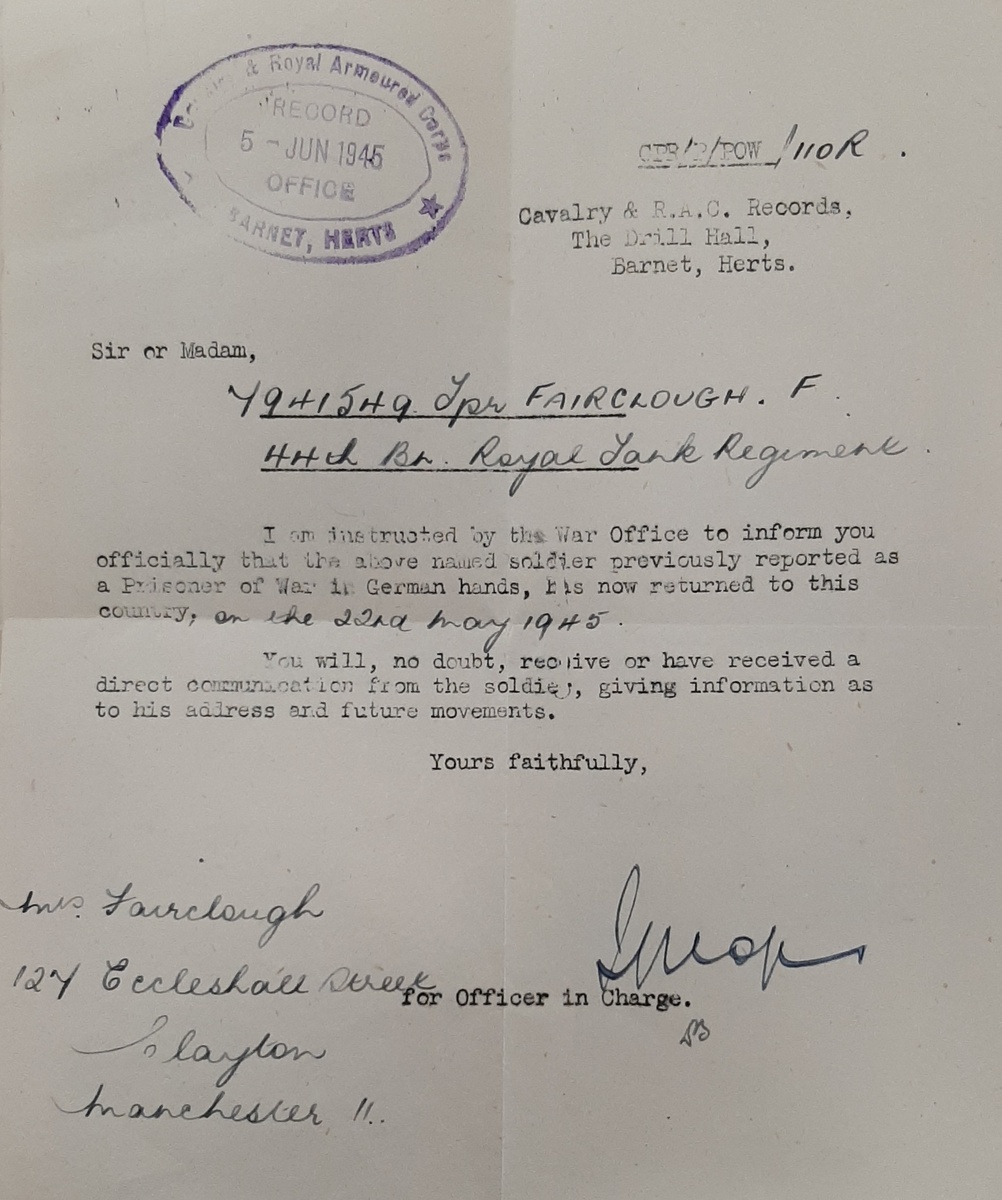 Cavalry & Royal Armoured Corps
RECORD
5 - JUN 1945
OFFICE
BARNET, HERTS
CPR/ /POW /110R.
Cavalry & R.A.C. Records,
The Drill Hall,
Barnet, Herts.
Sir or Madam,
7941549 Tpr FAIRCLOUGH. F.
44th Bn. Royal Tank Regiment.
I am instructed by the War Office to inform you
officially that the above named soldier previously reported as
a Prisoner of War in German hands, has now returned to this
country, on the 22nd May 1945.
You will, no doubt, receive or have received a
direct communication from the soldier, giving information as
to his address and future movements.
Yours faithfully,
Mrs. Fairclough
127 Eccleshall Street
for Officer in Charge.
Clayton
Manchester 11.